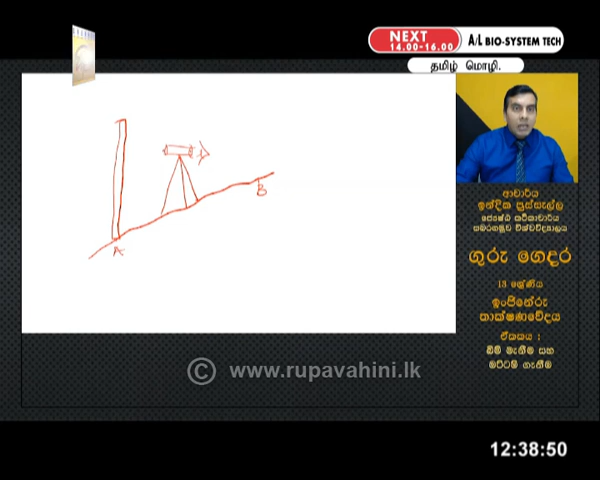 NEXT
14.00-16.00
A/L BIO-SYSTEM TECH
தமிழ் மொழி.
A
B
ආචාර්ය
ඉන්දික පුස්සැල්ල
ජ්‍යෙෂ්ඨ කථිකාචාර්ය
සබරගමුව විශ්වවිද්‍යාලය
ගුරු ගෙදර
13 ශ්‍රේණිය
ඉංජිනේරු
තාක්ෂණවේදය
ඒකකය :
බිම් මැනීම සහ
මට්ටම් ගැනීම
© www.rupavahini.lk
12:38:50